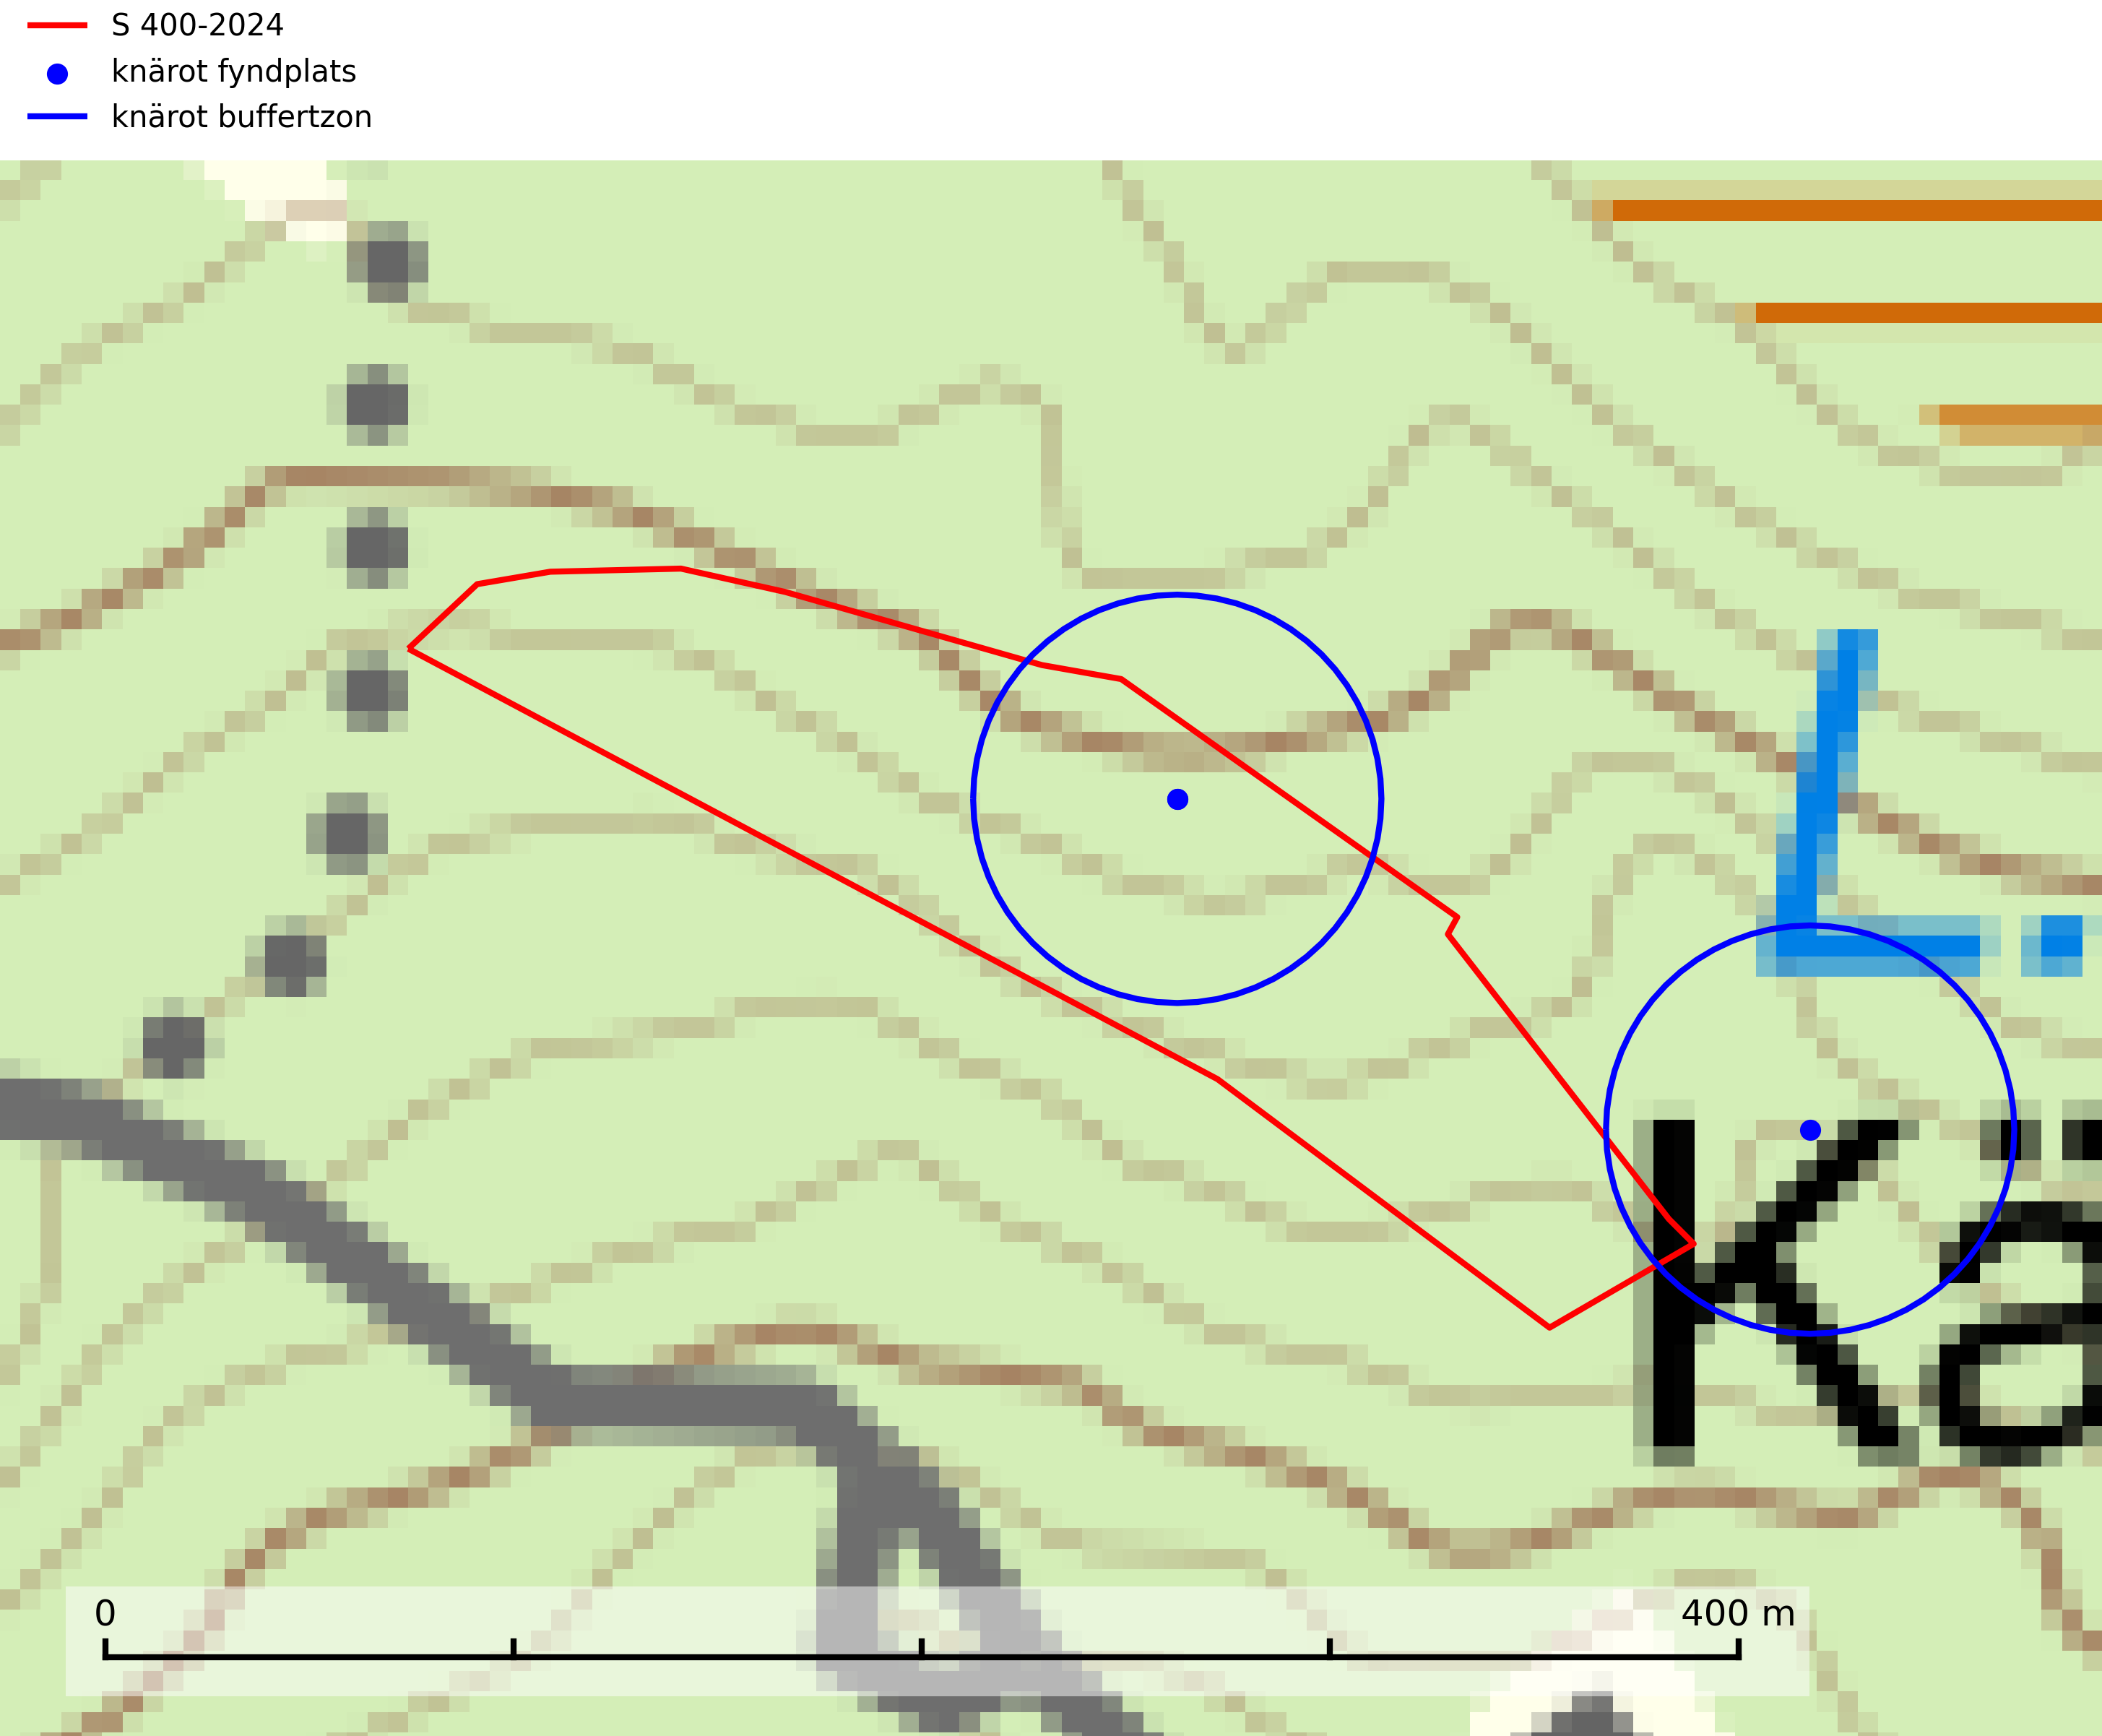 S 400-2024
knärot fyndplats
knärot buffertzon
0
400 m